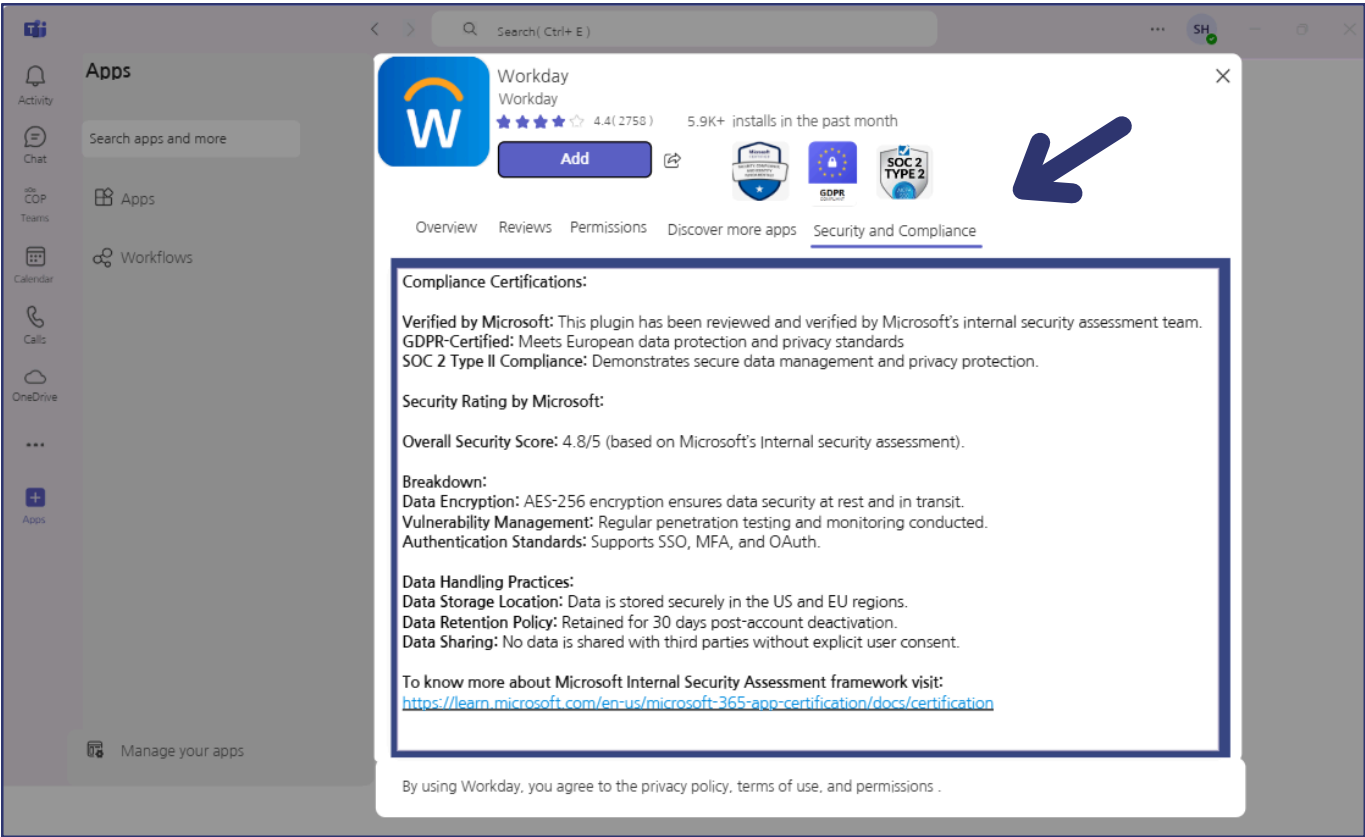 Search( Ctrl+ E )
SH
Activity
Chat
Teams
Calendar
Calls
OneDrive
Apps
Apps
Search apps and more
Apps
Workflows
Manage your apps
W
Workday
Workday
4.4( 2758 )
5.9K+ installs in the past month
Add
Microsoft
GDPR
COMPLIANT
SOC 2
TYPE 2
Overview
Reviews
Permissions
Discover more apps
Security and Compliance
Compliance Certifications:
Verified by Microsoft: This plugin has been reviewed and verified by Microsoft's internal security assessment team.
GDPR-Certified: Meets European data protection and privacy standards
SOC 2 Type II Compliance: Demonstrates secure data management and privacy protection.
Security Rating by Microsoft:
Overall Security Score: 4.8/5 (based on Microsoft's Internal security assessment).
Breakdown:
Data Encryption: AES-256 encryption ensures data security at rest and in transit.
Vulnerability Management: Regular penetration testing and monitoring conducted.
Authentication Standards: Supports SSO, MFA, and OAuth.
Data Handling Practices:
Data Storage Location: Data is stored securely in the US and EU regions.
Data Retention Policy: Retained for 30 days post-account deactivation.
Data Sharing: No data is shared with third parties without explicit user consent.
To know more about Microsoft Internal Security Assessment framework visit:
https://learn.microsoft.com/en-us/microsoft-365-app-certification/docs/certification
By using Workday, you agree to the privacy policy, terms of use, and permissions .